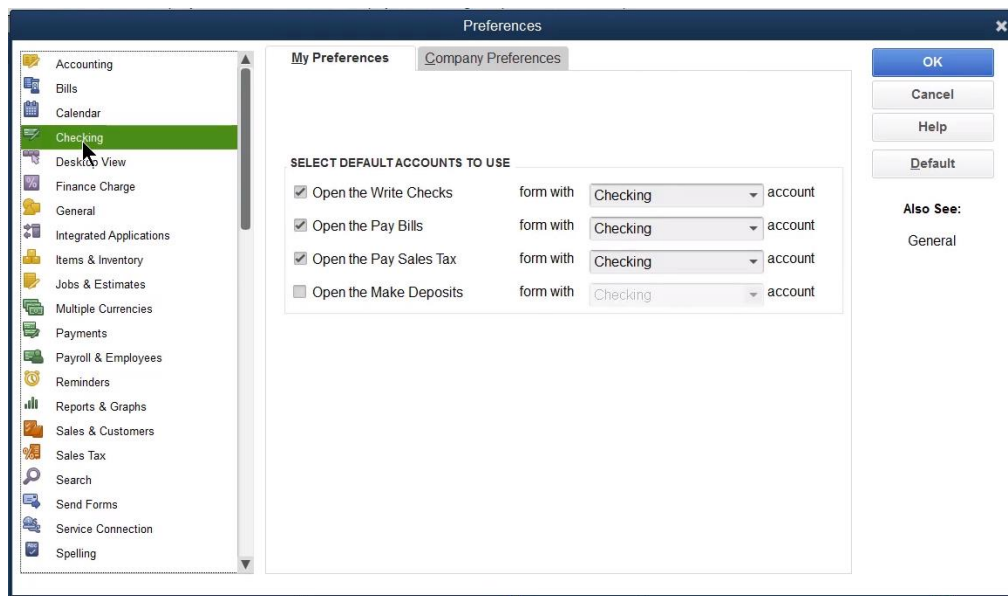 Preferences
Accounting
Bills
Calendar
Checking
Desktop View
Finance Charge
General
Integrated Applications
Items & Inventory
Jobs & Estimates
Multiple Currencies
Payments
Payroll & Employees
Reminders
Reports & Graphs
Sales & Customers
Sales Tax
Search
Send Forms
Service Connection
Spelling
My Preferences Company Preferences
SELECT DEFAULT ACCOUNTS TO USE
Open the Write Checks form with Checking account
Open the Pay Bills form with Checking account
Open the Pay Sales Tax form with Checking account
Open the Make Deposits form with Checking account
OK
Cancel
Help
Default
Also See:
General